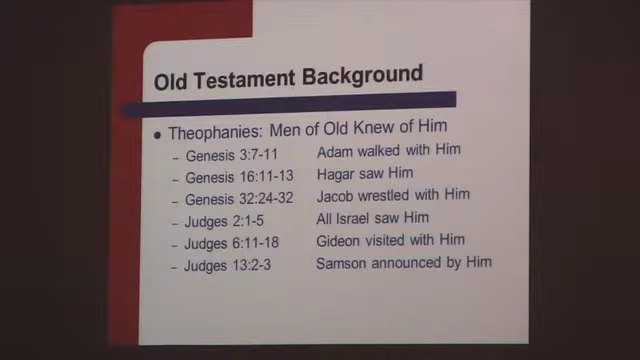 Old Testament Background
• Theophanies: Men of Old Knew of Him
– Genesis 3:7-11 Adam walked with Him
– Genesis 16:11-13 Hagar saw Him
– Genesis 32:24-32 Jacob wrestled with Him
– Judges 2:1-5 All Israel saw Him
– Judges 6:11-18 Gideon visited with Him
– Judges 13:2-3 Samson announced by Him